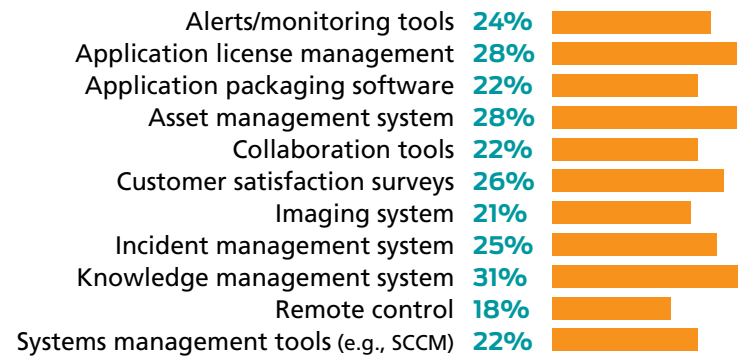 Alerts/monitoring tools 24%
Application license management 28%
Application packaging software 22%
Asset management system 28%
Collaboration tools 22%
Customer satisfaction surveys 26%
Imaging system 21%
Incident management system 25%
Knowledge management system 31%
Remote control 18%
Systems management tools (e.g., SCCM) 22%